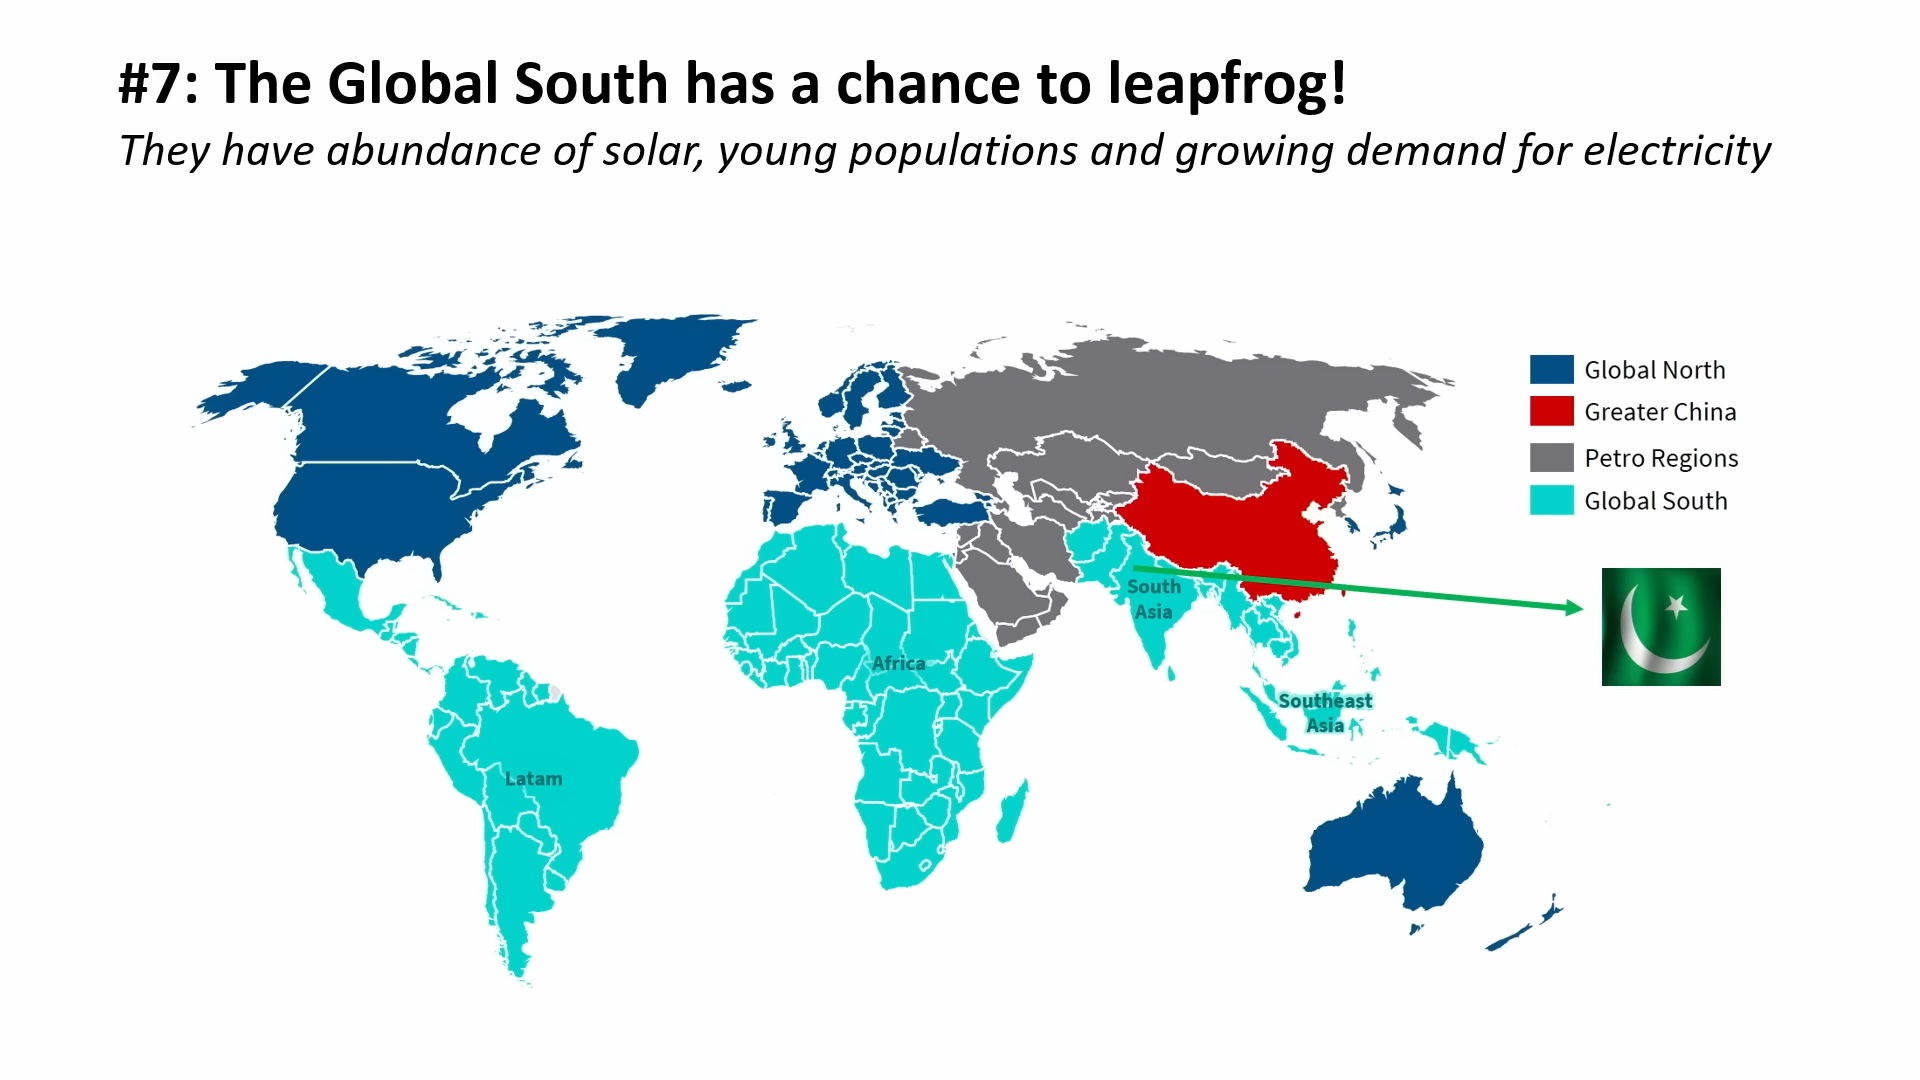 #7: The Global South has a chance to leapfrog!
They have abundance of solar, young populations and growing demand for electricity
Global North
Greater China
Petro Regions
Global South
South
Asia
Africa
Southeast
Asia
Latam